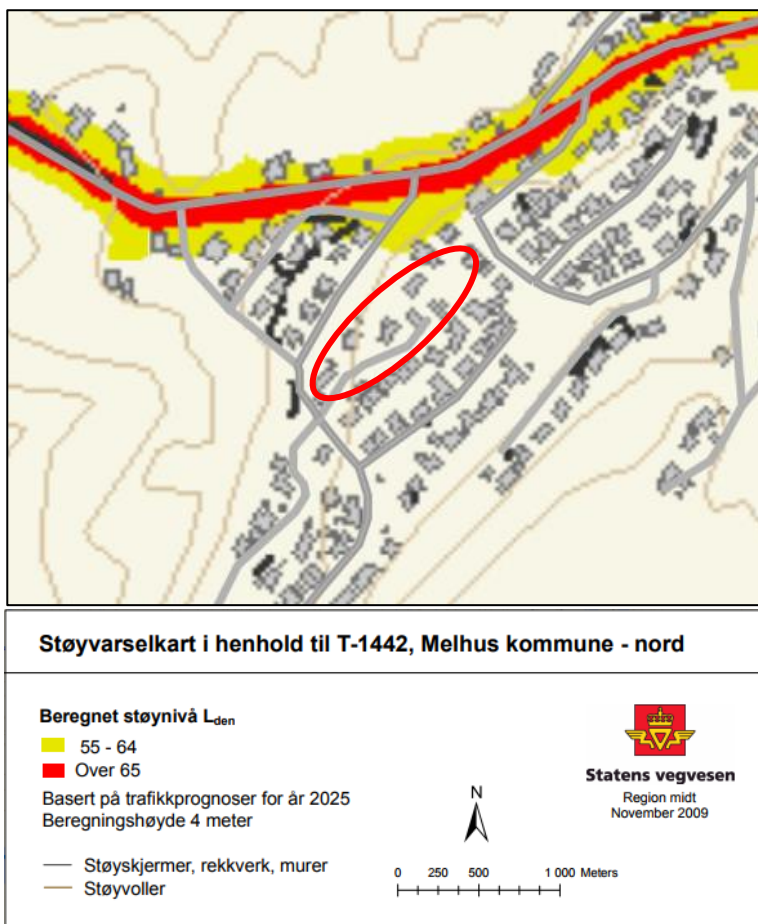 Støyvarselkart i henhold til T-1442, Melhus kommune - nord
Beregnet støynivå Lden
55 - 64
Over 65
Basert på trafikkprognoser for år 2025
Beregningshøyde 4 meter
Støyskjermer, rekkverk, murer
Støyvoller
N
0 250 500 1 000 Meters
Statens vegvesen
Region midt
November 2009